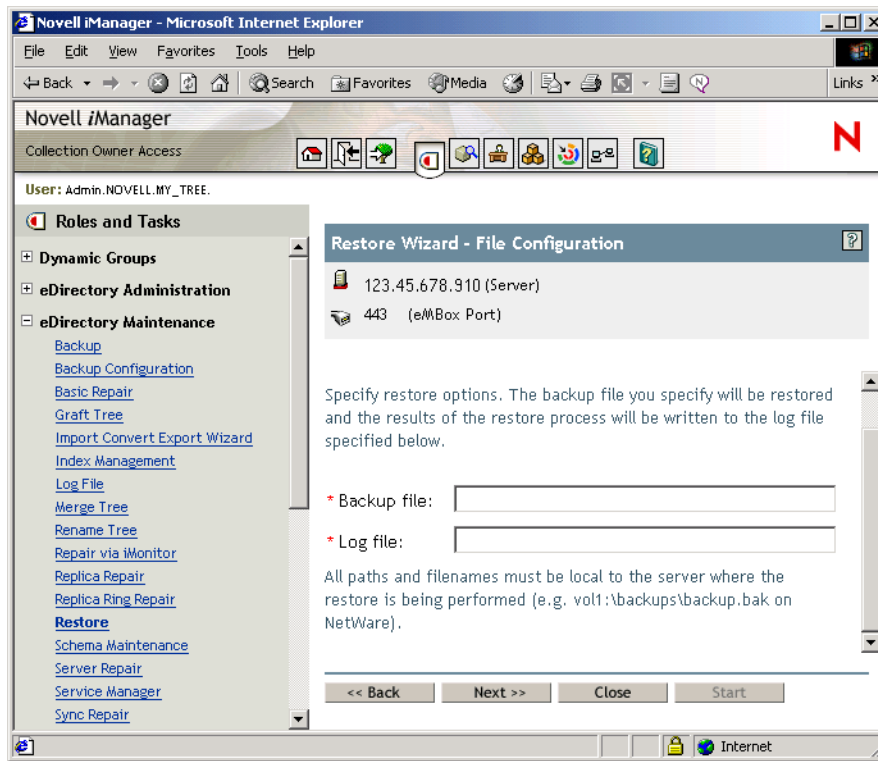 Novell iManager - Microsoft Internet Explorer
File Edit View Favorites Tools Help
Back Search Favorites Media Links »
Novell iManager
Collection Owner Access
N
User: Admin.NOVELL.MY_TREE.
Roles and Tasks
Dynamic Groups
eDirectory Administration
eDirectory Maintenance
Backup
Backup Configuration
Basic Repair
Graft Tree
Import Convert Export Wizard
Index Management
Log File
Merge Tree
Rename Tree
Repair via iMonitor
Replica Repair
Replica Ring Repair
Restore
Schema Maintenance
Server Repair
Service Manager
Sync Repair
Restore Wizard - File Configuration ?
123.45.678.910 (Server)
443 (eMBox Port)
Specify restore options. The backup file you specify will be restored
and the results of the restore process will be written to the log file
specified below.
* Backup file:
* Log file:
All paths and filenames must be local to the server where the
restore is being performed (e.g. vol1:\backups\backup.bak on
NetWare).
<< Back Next >> Close Start
Internet